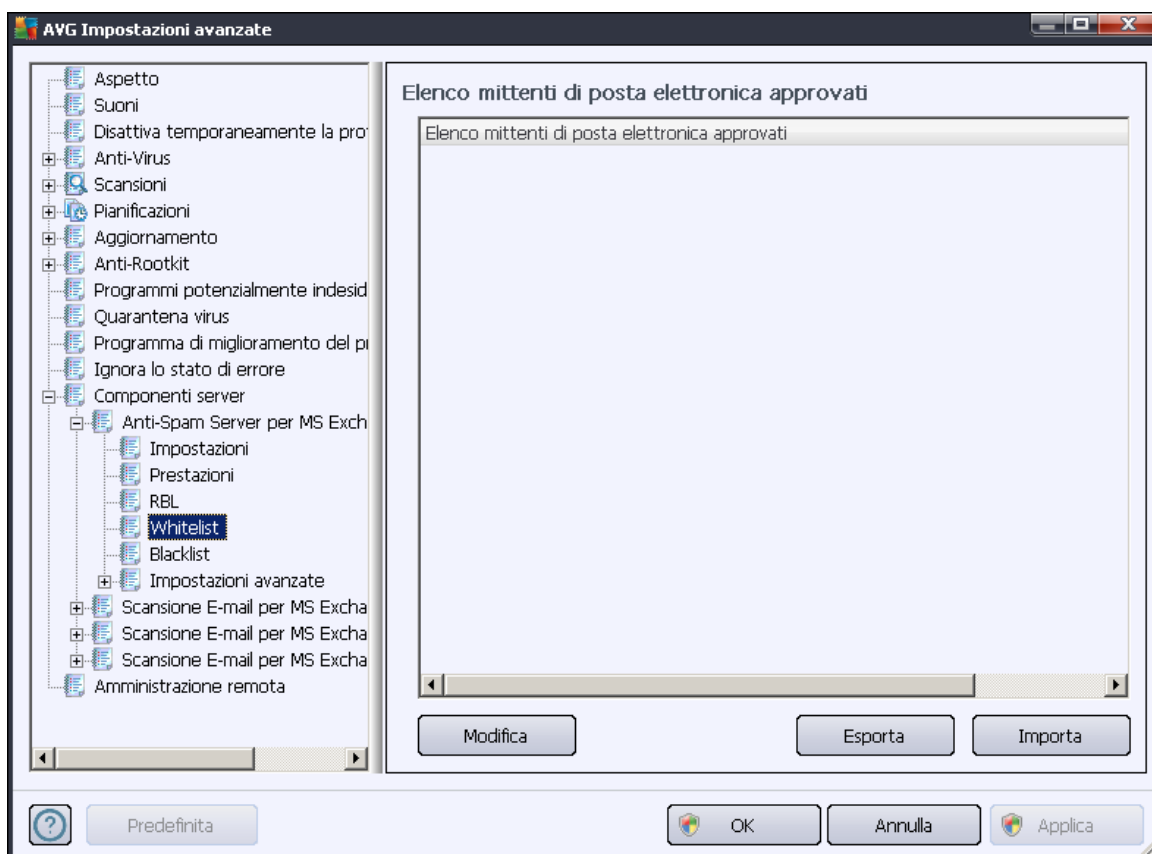 AVG Impostazioni avanzate
Aspetto
Suoni
Disattiva temporaneamente la pro
Anti-Virus
Scansioni
Pianificazioni
Aggiornamento
Anti-Rootkit
Programmi potenzialmente indesid
Quarantena virus
Programma di miglioramento del p
Ignora lo stato di errore
Componenti server
Anti-Spam Server per MS Exch
Impostazioni
Prestazioni
RBL
Whitelist
Blacklist
Impostazioni avanzate
Scansione E-mail per MS Excha
Scansione E-mail per MS Excha
Scansione E-mail per MS Excha
Amministrazione remota
Elenco mittenti di posta elettronica approvati
Elenco mittenti di posta elettronica approvati
Modifica
Esporta
Importa
Predefinita
OK
Annulla
Applica